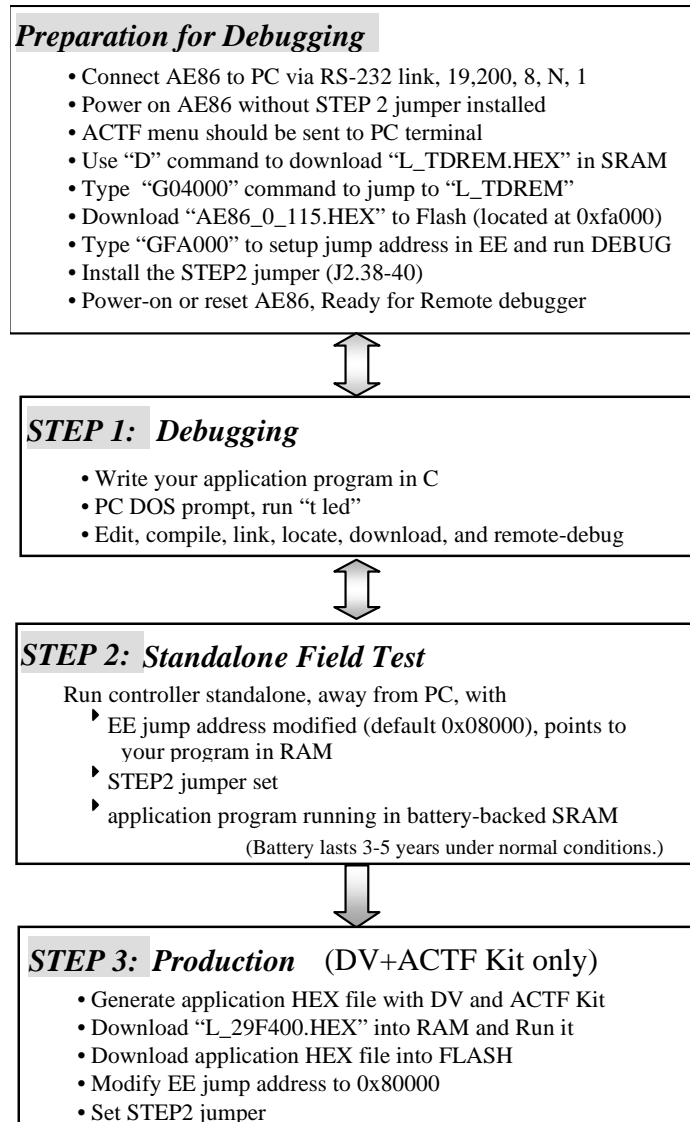 Preparation for Debugging
• Connect AE86 to PC via RS-232 link, 19,200, 8, N, 1
• Power on AE86 without STEP 2 jumper installed
• ACTF menu should be sent to PC terminal
• Use “D” command to download “L_TDREM.HEX” in SRAM
• Type “G04000” command to jump to “L_TDREM”
• Download “AE86_0_115.HEX” to Flash (located at 0xfa000)
• Type “GFA000” to setup jump address in EE and run DEBUG
• Install the STEP2 jumper (J2.38-40)
• Power-on or reset AE86, Ready for Remote debugger
STEP 1: Debugging
• Write your application program in C
• PC DOS prompt, run “t led”
• Edit, compile, link, locate, download, and remote-debug
STEP 2: Standalone Field Test
Run controller standalone, away from PC, with
EE jump address modified (default 0x08000), points to
your program in RAM
STEP2 jumper set
application program running in battery-backed SRAM
(Battery lasts 3-5 years under normal conditions.)
STEP 3: Production (DV+ACTF Kit only)
• Generate application HEX file with DV and ACTF Kit
• Download “L_29F400.HEX” into RAM and Run it
• Download application HEX file into FLASH
• Modify EE jump address to 0x80000
• Set STEP2 jumper